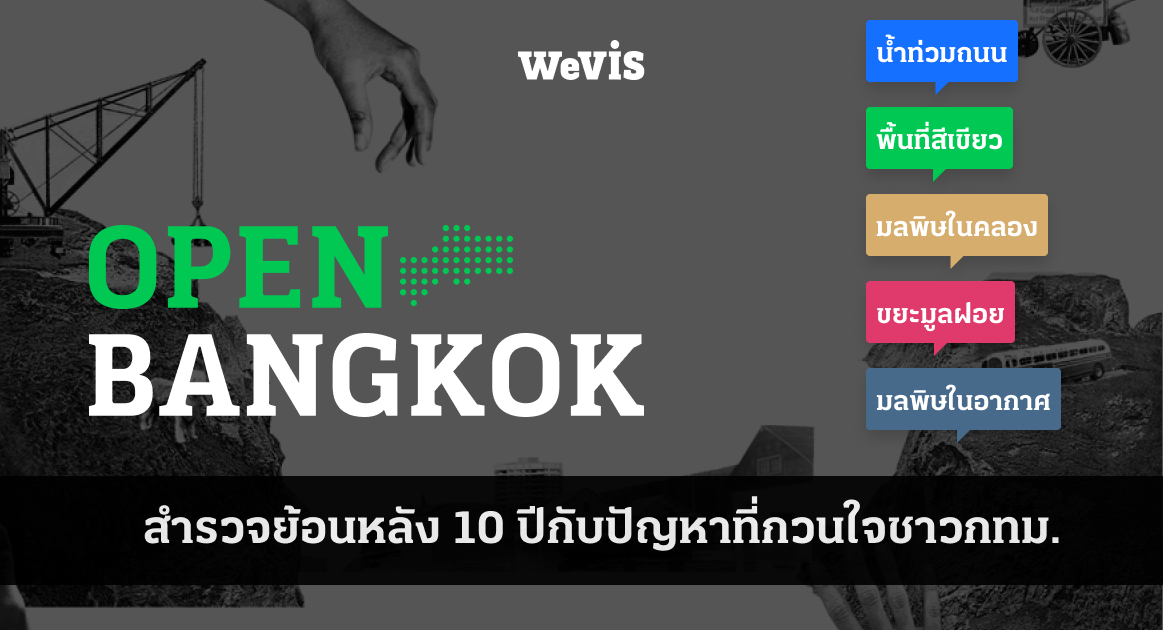 WeVIS
OPEN
BANGKOK
น้ำท่วมถนน
พื้นที่สีเขียว
มลพิษในคลอง
ขยะมูลฝอย
มลพิษในอากาศ
สำรวจย้อนหลัง 10 ปีกับปัญหาที่กวนใจชาวกทม.